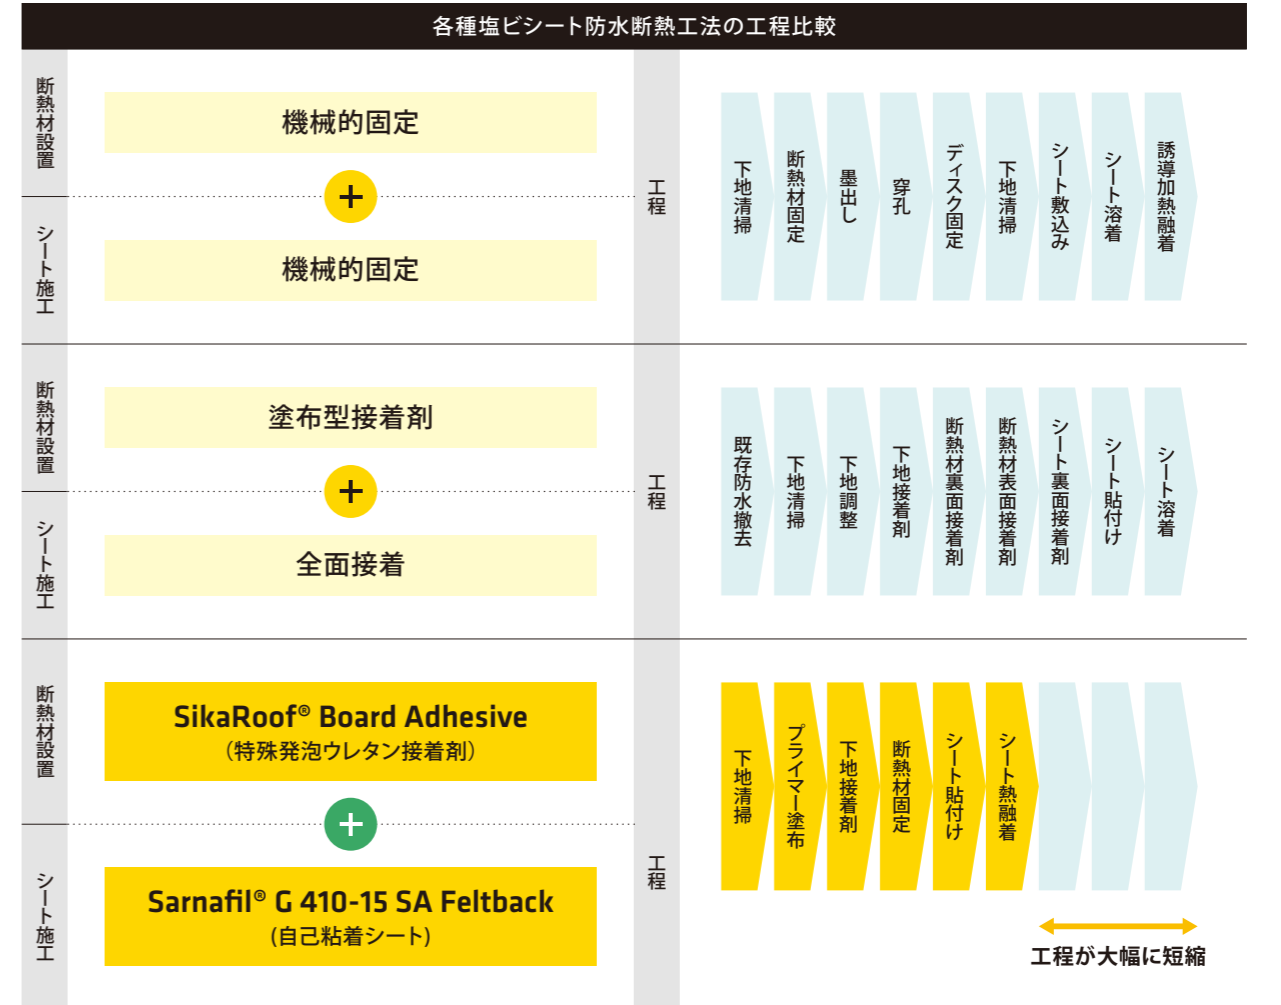 各種塩ビシート防水断熱工法の工程比較
断熱材設置
機械的固定
+
シート施工
機械的固定
工程
下地清掃
断熱材固定
墨出し
穿孔
ディスク固定
下地清掃
シート敷込み
シート溶着
誘導加熱融着
断熱材設置
塗布型接着剤
+
シート施工
全面接着
工程
既存防水撤去
下地清掃
下地調整
下地接着剤
断熱材裏面接着剤
断熱材表面接着剤
シート裏面接着剤
シート貼付け
シート溶着
断熱材設置
SikaRoof® Board Adhesive
（特殊発泡ウレタン接着剤）
+
シート施工
Sarnafil® G 410-15 SA Feltback
(自己粘着シート)
工程
下地清掃
プライマー塗布
下地接着剤
断熱材固定
シート貼付け
シート熱融着
工程が大幅に短縮